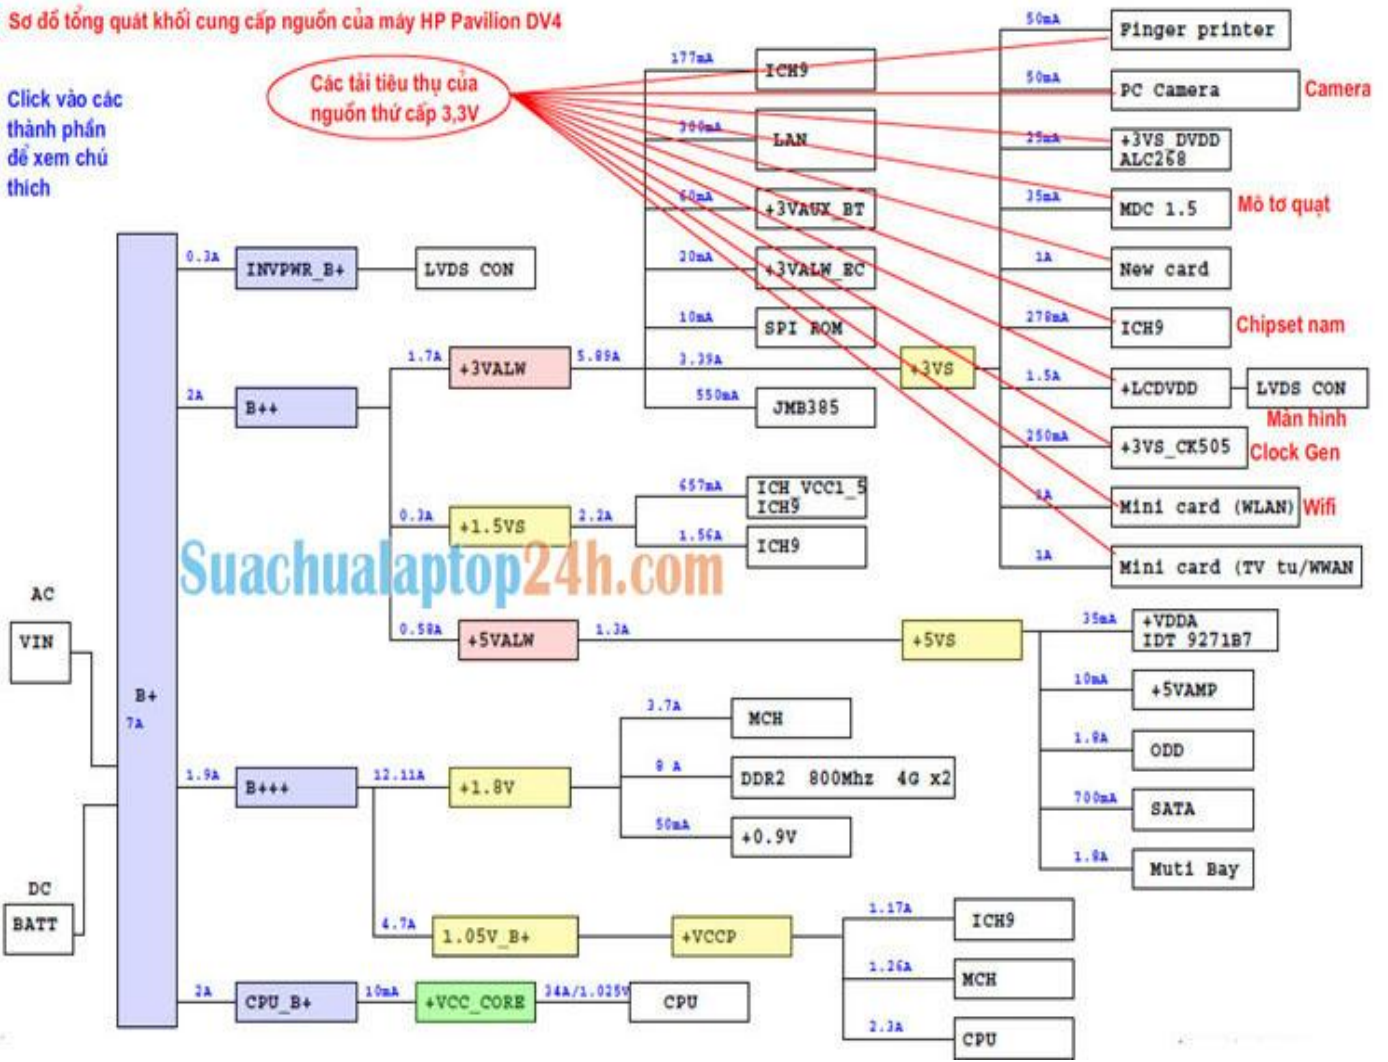 Sơ đồ tổng quát khối cung cấp nguồn của máy HP Pavilion DV4
Click vào các
thành phần
để xem chú
thích
Các tải tiêu thụ của
nguồn thứ cấp 3,3V
177mA
ICH9
300mA
LAN
60mA
+3VAUX_BT
20mA
+3VALW_EC
10mA
SPI ROM
3.39A
+3VS
550mA
JMB385
50mA
Finger printer
50mA
PC Camera
Camera
25mA
+3VS_DVDD
ALC268
35mA
MDC 1.5
Mô tơ quạt
1A
New card
278mA
ICH9
Chipset nam
1.5A
+LCDVDD
LVDS CON
Màn hình
250mA
+3VS_CK505
Clock Gen
1A
Mini card (WLAN)
Wifi
1A
Mini card (TV tu/WWAN
0.3A
INVPWR_B+
LVDS CON
1.7A
+3VALW
5.89A
2A
B++
0.3A
+1.5VS
2.2A
657mA
ICH_VCC1_5
ICH9
1.56A
ICH9
Suachualaptop24h.com
0.58A
+5VALW
1.3A
+5VS
35mA
+VDDA
IDT 9271B7
10mA
+5VAMP
1.8A
ODD
700mA
SATA
1.8A
Muti Bay
AC
VIN
B+
7A
DC
BATT
1.9A
B+++
12.11A
+1.8V
3.7A
MCH
8 A
DDR2 800Mhz 4G x2
50mA
+0.9V
4.7A
1.05V_B+
+VCCP
1.17A
ICH9
1.26A
MCH
2.3A
CPU
2A
CPU_B+
10mA
+VCC_CORE
34A/1.025V
CPU